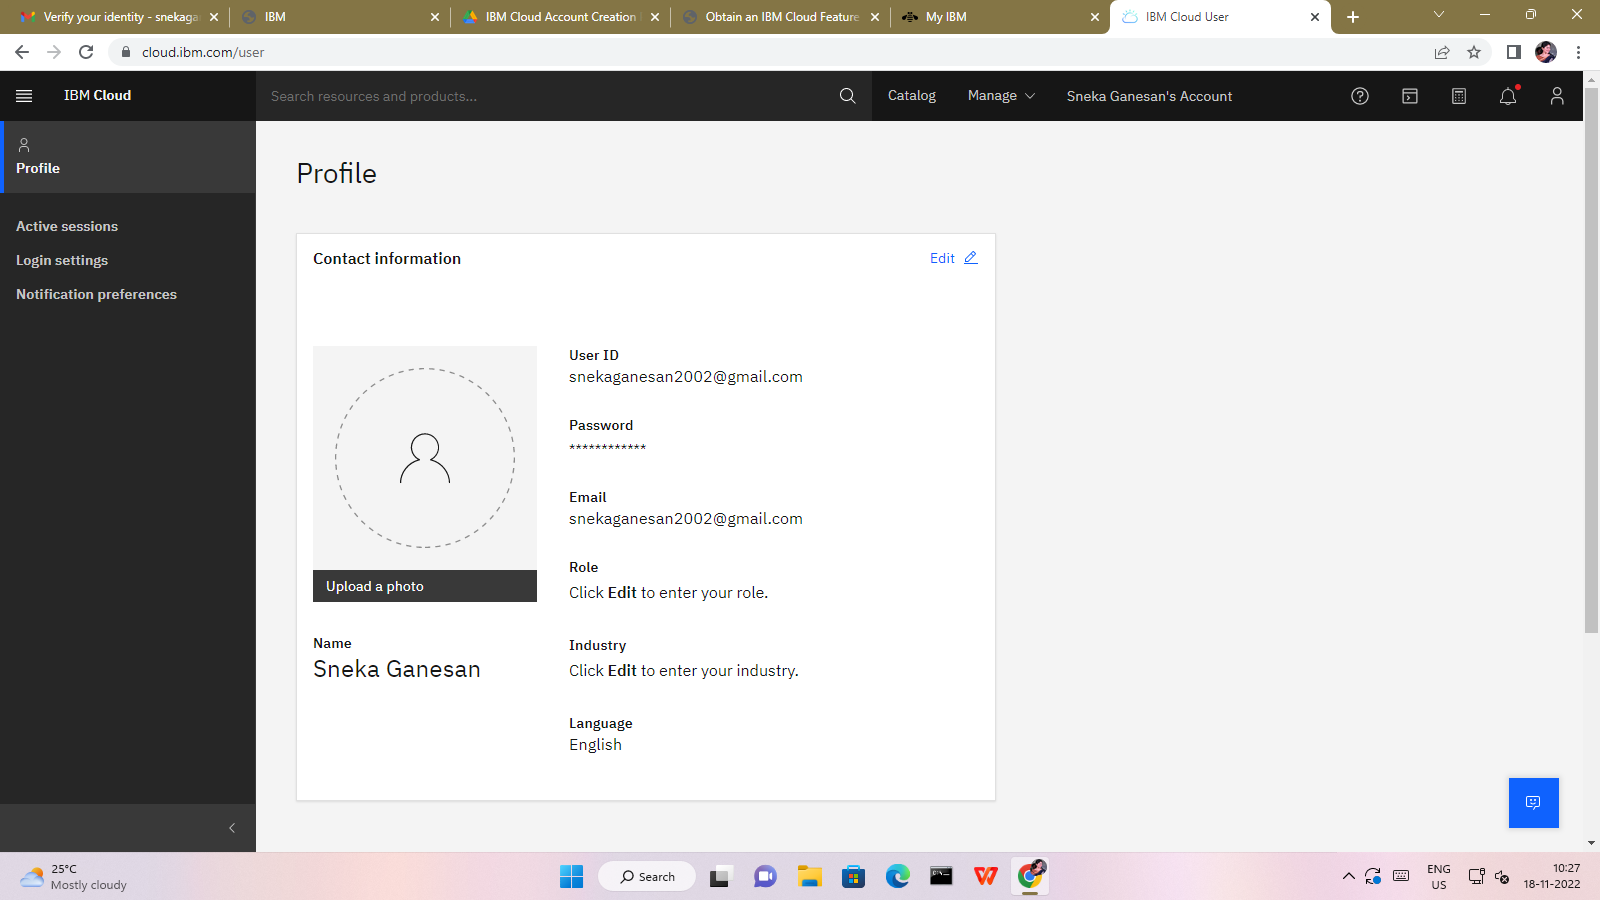 Verify your identity - snekaga
IBM
IBM Cloud Account Creation
Obtain an IBM Cloud Feature
My IBM
IBM Cloud User
cloud.ibm.com/user
IBM Cloud
Search resources and products...
Catalog
Manage
Sneka Ganesan's Account
Profile
Active sessions
Login settings
Notification preferences
Profile
Contact information
Edit
Upload a photo
Name
Sneka Ganesan
User ID
snekaganesan2002@gmail.com
Password
************
Email
snekaganesan2002@gmail.com
Role
Click Edit to enter your role.
Industry
Click Edit to enter your industry.
Language
English
25°C
Mostly cloudy
Search
ENG
US
10:27
18-11-2022